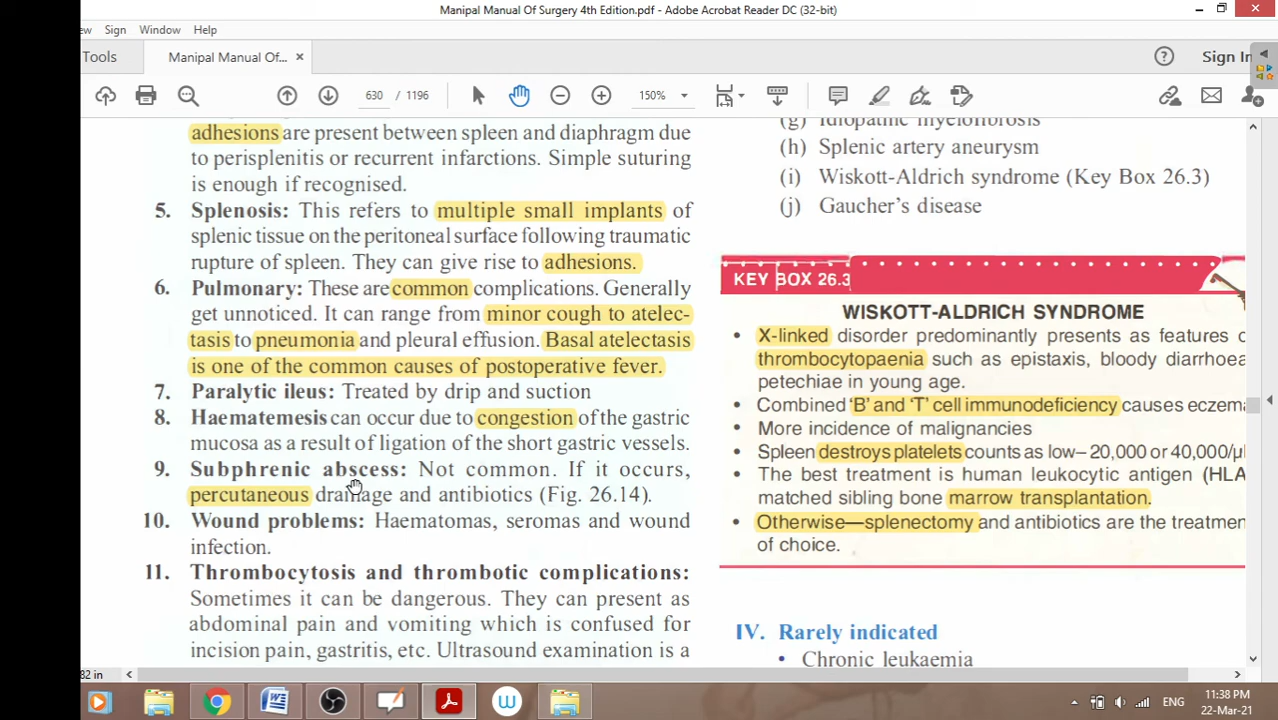 Manipal Manual Of Surgery 4th Edition.pdf - Adobe Acrobat Reader DC (32-bit)
Sign Window Help
Tools
Manipal Manual Of... ×
Sign In
630 / 1196
150%
adhesions are present between spleen and diaphragm due
to perisplenitis or recurrent infarctions. Simple suturing
is enough if recognised.
5. Splenosis: This refers to multiple small implants of
splenic tissue on the peritoneal surface following traumatic
rupture of spleen. They can give rise to adhesions.
6. Pulmonary: These are common complications. Generally
get unnoticed. It can range from minor cough to atelec-
tasis to pneumonia and pleural effusion. Basal atelectasis
is one of the common causes of postoperative fever.
7. Paralytic ileus: Treated by drip and suction
8. Haematemesis can occur due to congestion of the gastric
mucosa as a result of ligation of the short gastric vessels.
9. Subphrenic abscess: Not common. If it occurs,
percutaneous drainage and antibiotics (Fig. 26.14).
10. Wound problems: Haematomas, seromas and wound
infection.
11. Thrombocytosis and thrombotic complications:
Sometimes it can be dangerous. They can present as
abdominal pain and vomiting which is confused for
incision pain, gastritis, etc. Ultrasound examination is a
(g) Idiopathic myelofibrosis
(h) Splenic artery aneurysm
(i) Wiskott-Aldrich syndrome (Key Box 26.3)
(j) Gaucher's disease
KEY BOX 26.3
WISKOTT-ALDRICH SYNDROME
• X-linked disorder predominantly presents as features
thrombocytopaenia such as epistaxis, bloody diarrhoea
petechiae in young age.
• Combined 'B' and 'T' cell immunodeficiency causes eczema
• More incidence of malignancies
• Spleen destroys platelets counts as low– 20,000 or 40,000/µl
• The best treatment is human leukocytic antigen (HLA
matched sibling bone marrow transplantation.
• Otherwise—splenectomy and antibiotics are the treatmen
of choice.
IV. Rarely indicated
• Chronic leukaemia
82 in
ENG
11:38 PM
22-Mar-21